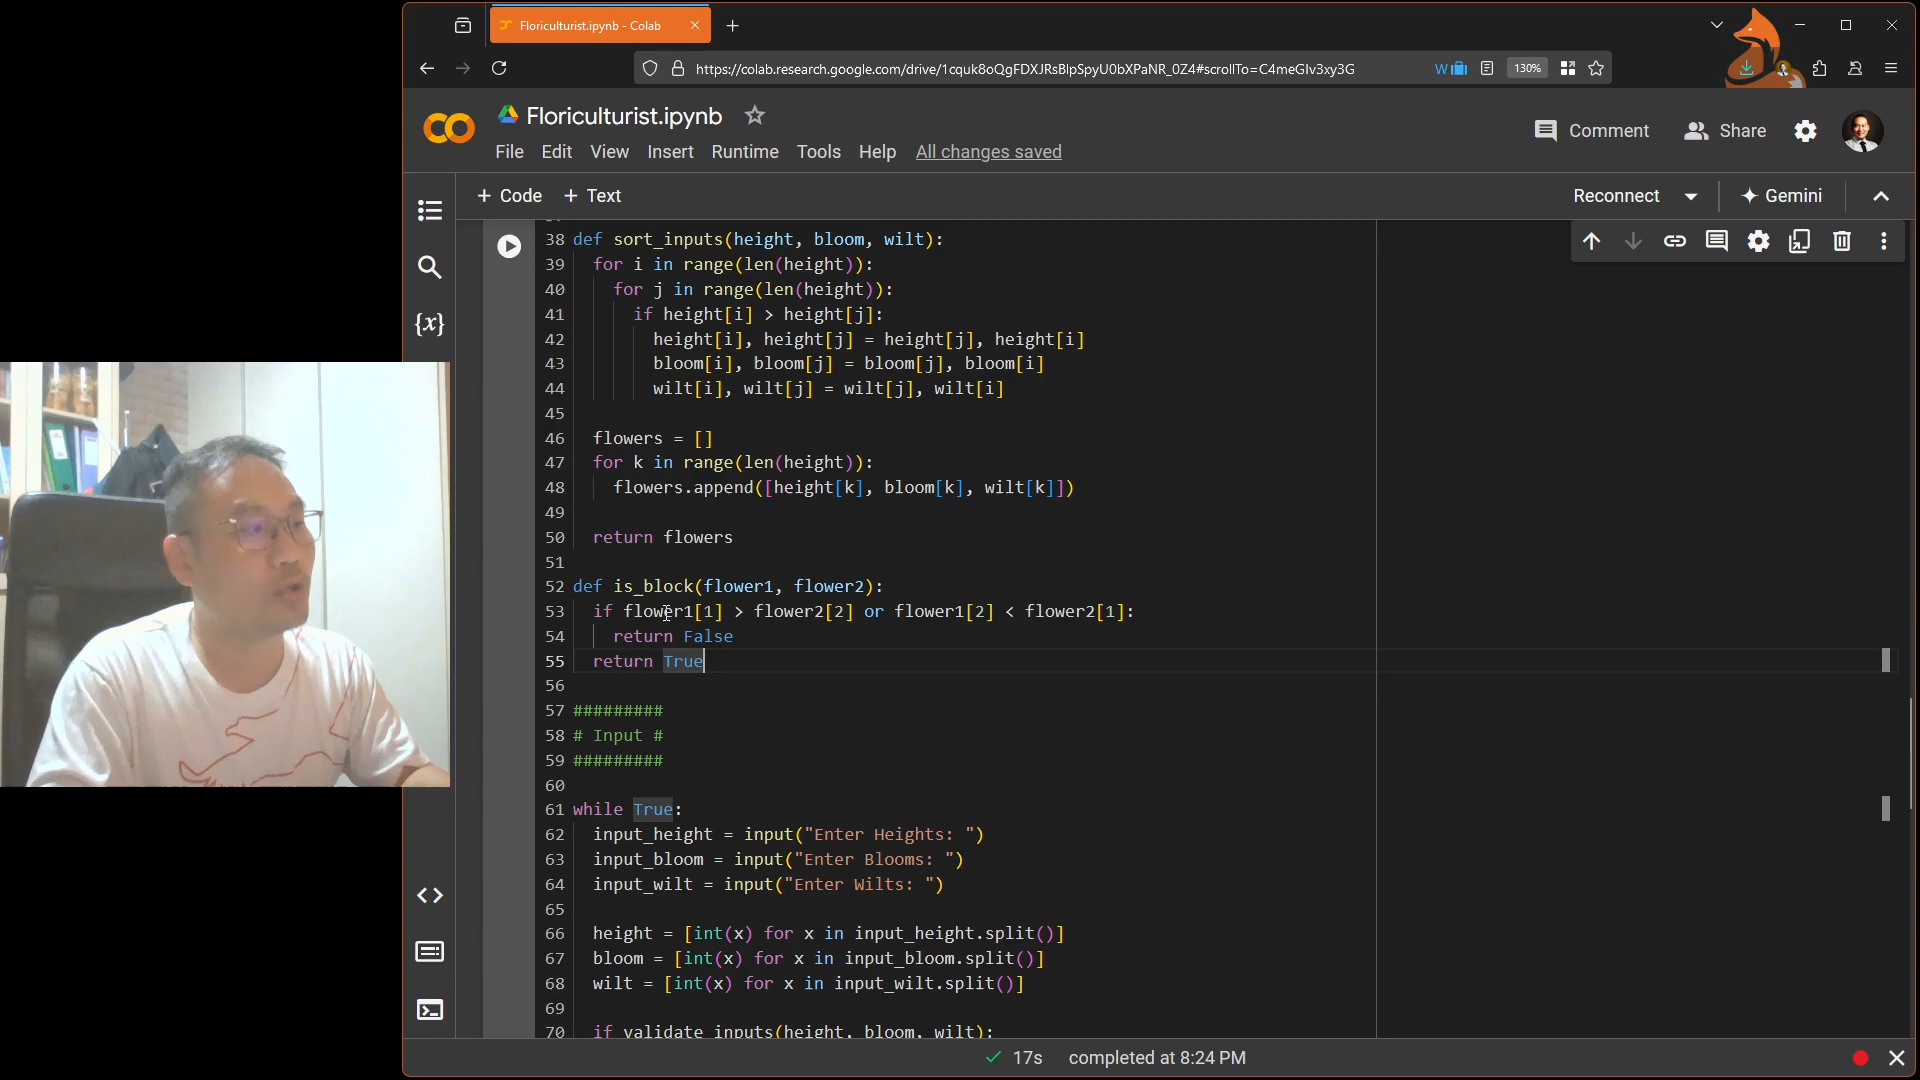 Floriculturist.ipynb - Colab
https://colab.research.google.com/drive/1cquk8oQgFDXJRsBlpSpyU0bXPaNR_0Z4#scrollTo=C4meGIv3xy3G
W
130%
CO
Floriculturist.ipynb
Comment
Share
File Edit View Insert Runtime Tools Help All changes saved
+ Code + Text
Reconnect
Gemini
{x}
38 def sort_inputs(height, bloom, wilt):
39 for i in range(len(height)):
40 for j in range(len(height)):
41 if height[i] > height[j]:
42 height[i], height[j] = height[j], height[i]
43 bloom[i], bloom[j] = bloom[j], bloom[i]
44 wilt[i], wilt[j] = wilt[j], wilt[i]
45
46 flowers = []
47 for k in range(len(height)):
48 flowers.append([height[k], bloom[k], wilt[k]])
49
50 return flowers
51
52 def is_block(flower1, flower2):
53 if flower1[1] > flower2[2] or flower1[2] < flower2[1]:
54 return False
55 return True
56
57 #########
58 # Input #
59 #########
60
61 while True:
62 input_height = input("Enter Heights: ")
63 input_bloom = input("Enter Blooms: ")
64 input_wilt = input("Enter Wilts: ")
65
66 height = [int(x) for x in input_height.split()]
67 bloom = [int(x) for x in input_bloom.split()]
68 wilt = [int(x) for x in input_wilt.split()]
69
70 if validate_inputs(height, bloom, wilt):
17s completed at 8:24 PM